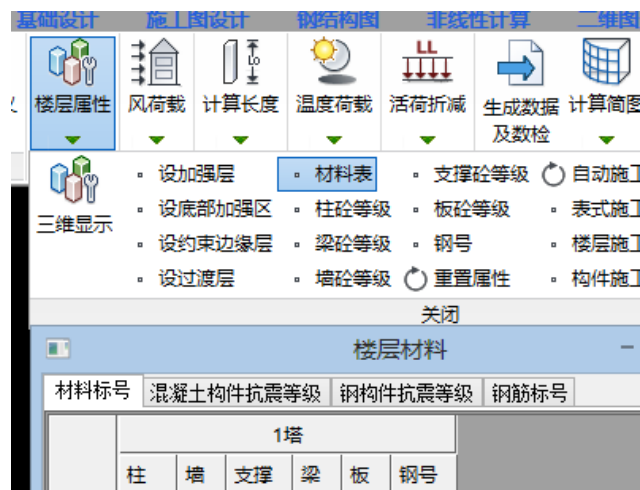 基础设计 施工图设计 钢结构图 非线性计算 二维图
楼层属性 风荷载 计算长度 温度荷载 活荷折减 生成数据及数检 计算简图
LL
三维显示
设加强层 材料表 支撑砼等级 自动施工
设底部加强区 柱砼等级 板砼等级 表式施工
设约束边缘层 梁砼等级 钢号 楼层施工
设过渡层 墙砼等级 重置属性 构件施工
关闭
楼层材料
材料标号 混凝土构件抗震等级 钢构件抗震等级 钢筋标号
1塔
柱 墙 支撑 梁 板 钢号